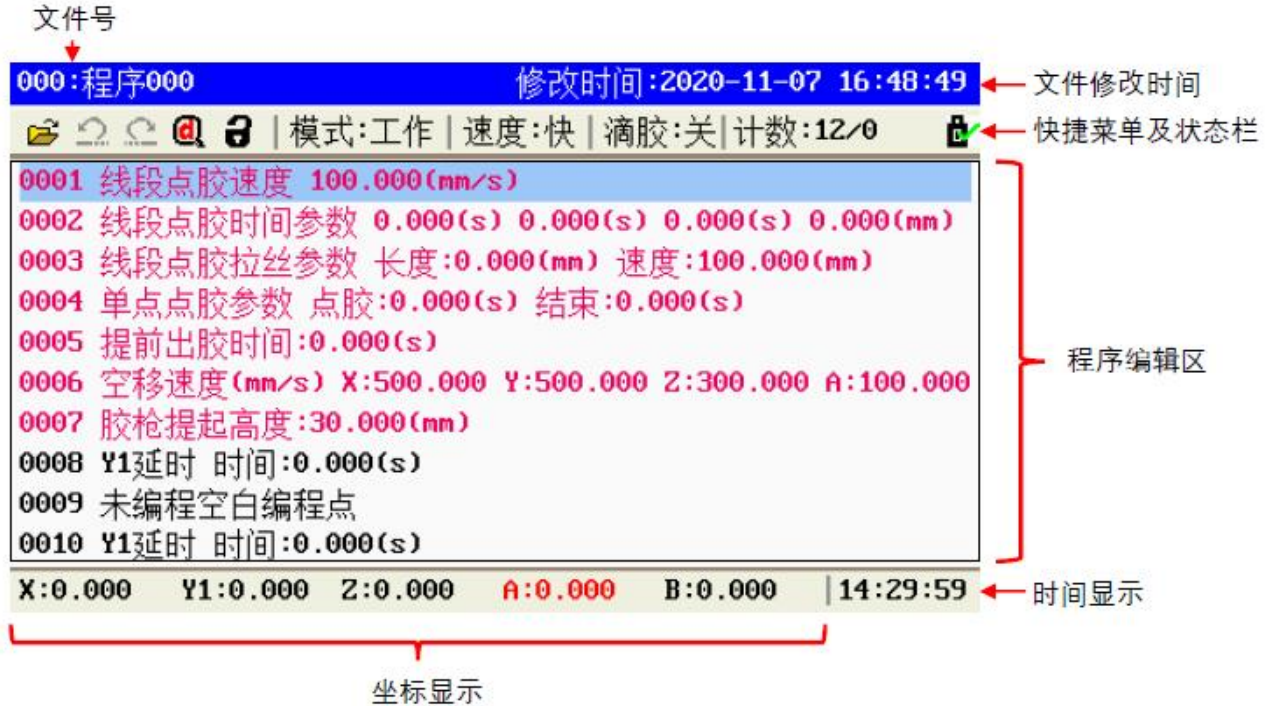 文件号
000:程序000 修改时间:2020-11-07 16:48:49 文件修改时间
|模式:工作|速度:快|滴胶:关|计数:12/0 快捷菜单及状态栏
0001 线段点胶速度 100.000(mm/s)
0002 线段点胶时间参数 0.000(s) 0.000(s) 0.000(s) 0.000(mm)
0003 线段点胶拉丝参数 长度:0.000(mm) 速度:100.000(mm)
0004 单点点胶参数 点胶:0.000(s) 结束:0.000(s)
0005 提前出胶时间:0.000(s)
程序编辑区
0006 空移速度(mm/s) X:500.000 Y:500.000 Z:300.000 A:100.000
0007 胶枪提起高度:30.000(mm)
0008 Y1延时 时间:0.000(s)
0009 未编程空白编程点
0010 Y1延时 时间:0.000(s)
X:0.000 Y1:0.000 Z:0.000 A:0.000 B:0.000 |14:29:59 时间显示
坐标显示